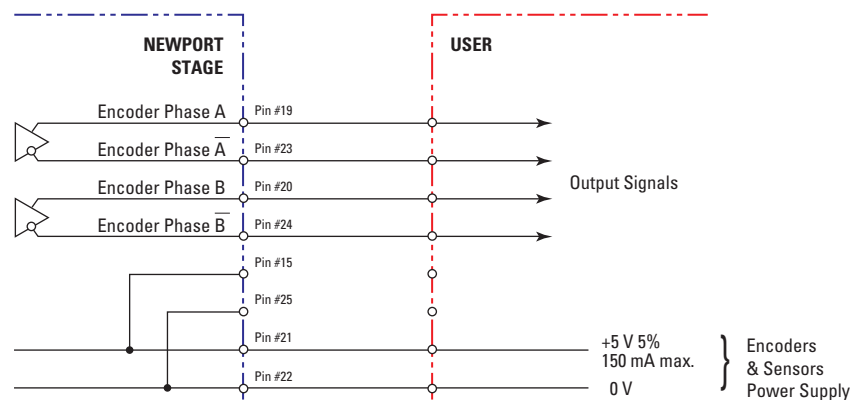 NEWPORT
STAGE
USER
Encoder Phase A Pin #19
Encoder Phase A̅ Pin #23
Encoder Phase B Pin #20
Encoder Phase B̅ Pin #24
Output Signals
Pin #15
Pin #25
Pin #21
Pin #22
+5 V 5%
150 mA max.
0 V
}
Encoders
& Sensors
Power Supply